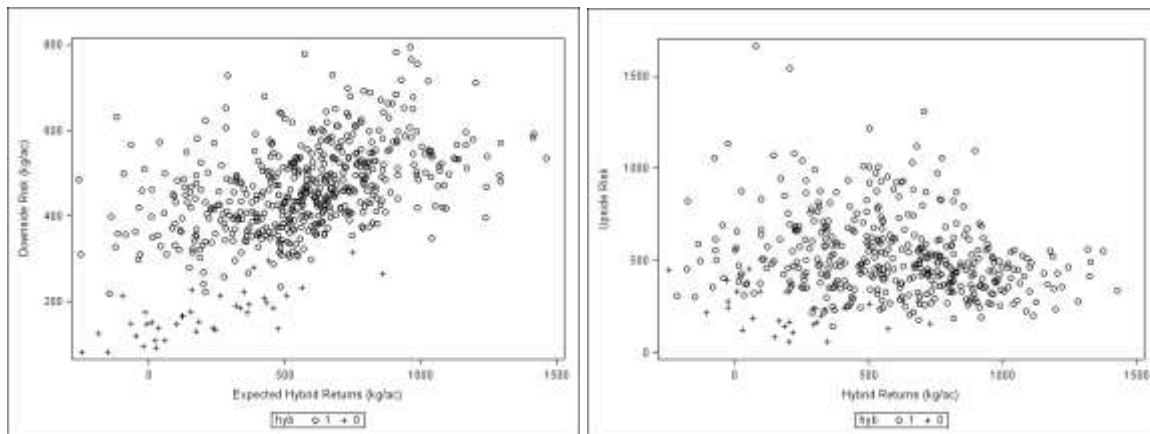 800
600
400
200
Downside Risk (kg/ac)
0 500 1000 1500
Expected Hybrid Returns (kg/ac)
hyb o 1 + 0
1500
1000
500
0
Upside Risk
0 500 1000 1500
Hybrid Returns (kg/ac)
hyb o 1 + 0